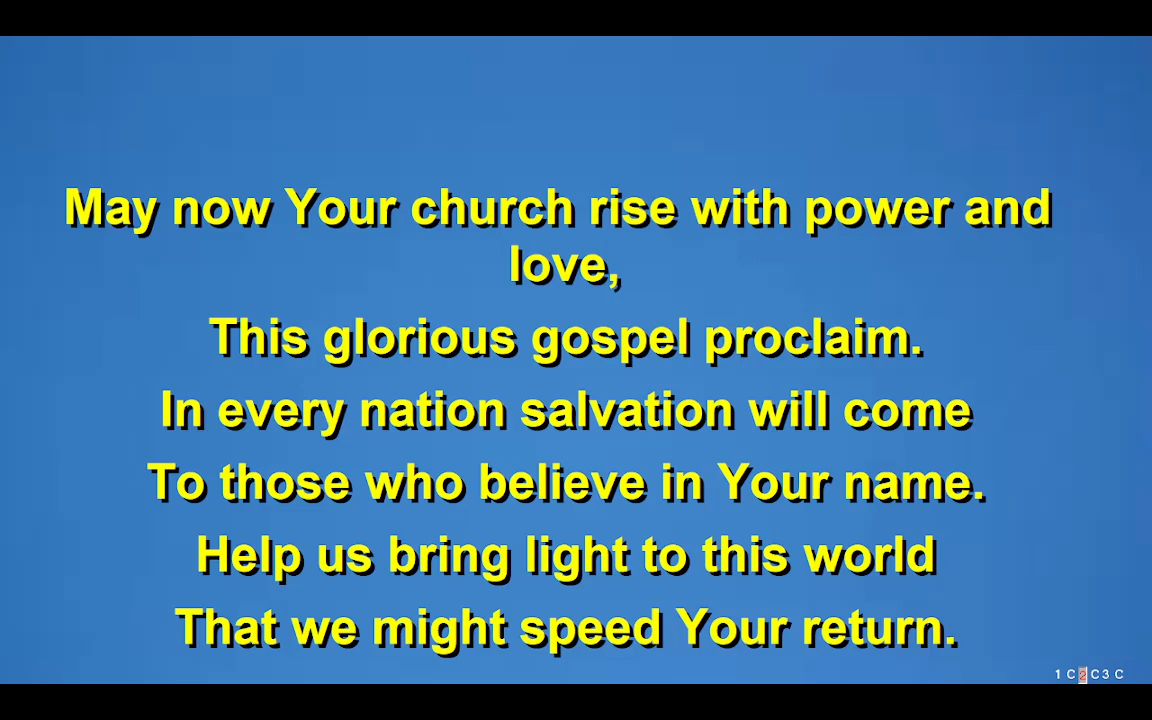 May now Your church rise with power and
love,
This glorious gospel proclaim.
In every nation salvation will come
To those who believe in Your name.
Help us bring light to this world
That we might speed Your return.
1 C 2 C 3 C